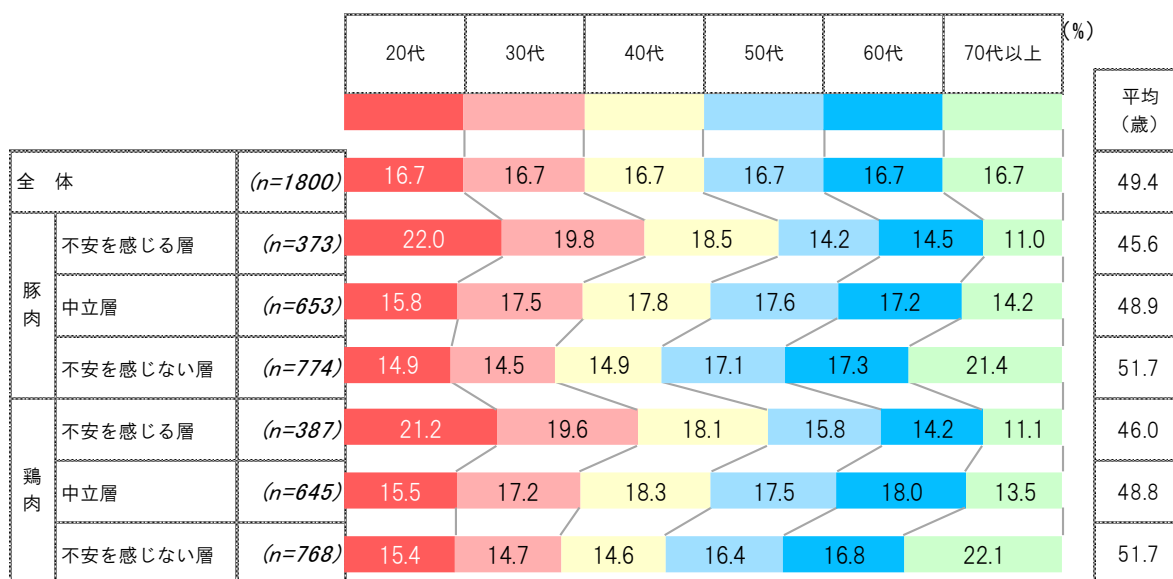 (%)
20代 30代 40代 50代 60代 70代以上
平均
(歳)
全 体 (n=1800) 16.7 16.7 16.7 16.7 16.7 16.7 49.4
豚肉
不安を感じる層 (n=373) 22.0 19.8 18.5 14.2 14.5 11.0 45.6
中立層 (n=653) 15.8 17.5 17.8 17.6 17.2 14.2 48.9
不安を感じない層 (n=774) 14.9 14.5 14.9 17.1 17.3 21.4 51.7
鶏肉
不安を感じる層 (n=387) 21.2 19.6 18.1 15.8 14.2 11.1 46.0
中立層 (n=645) 15.5 17.2 18.3 17.5 18.0 13.5 48.8
不安を感じない層 (n=768) 15.4 14.7 14.6 16.4 16.8 22.1 51.7